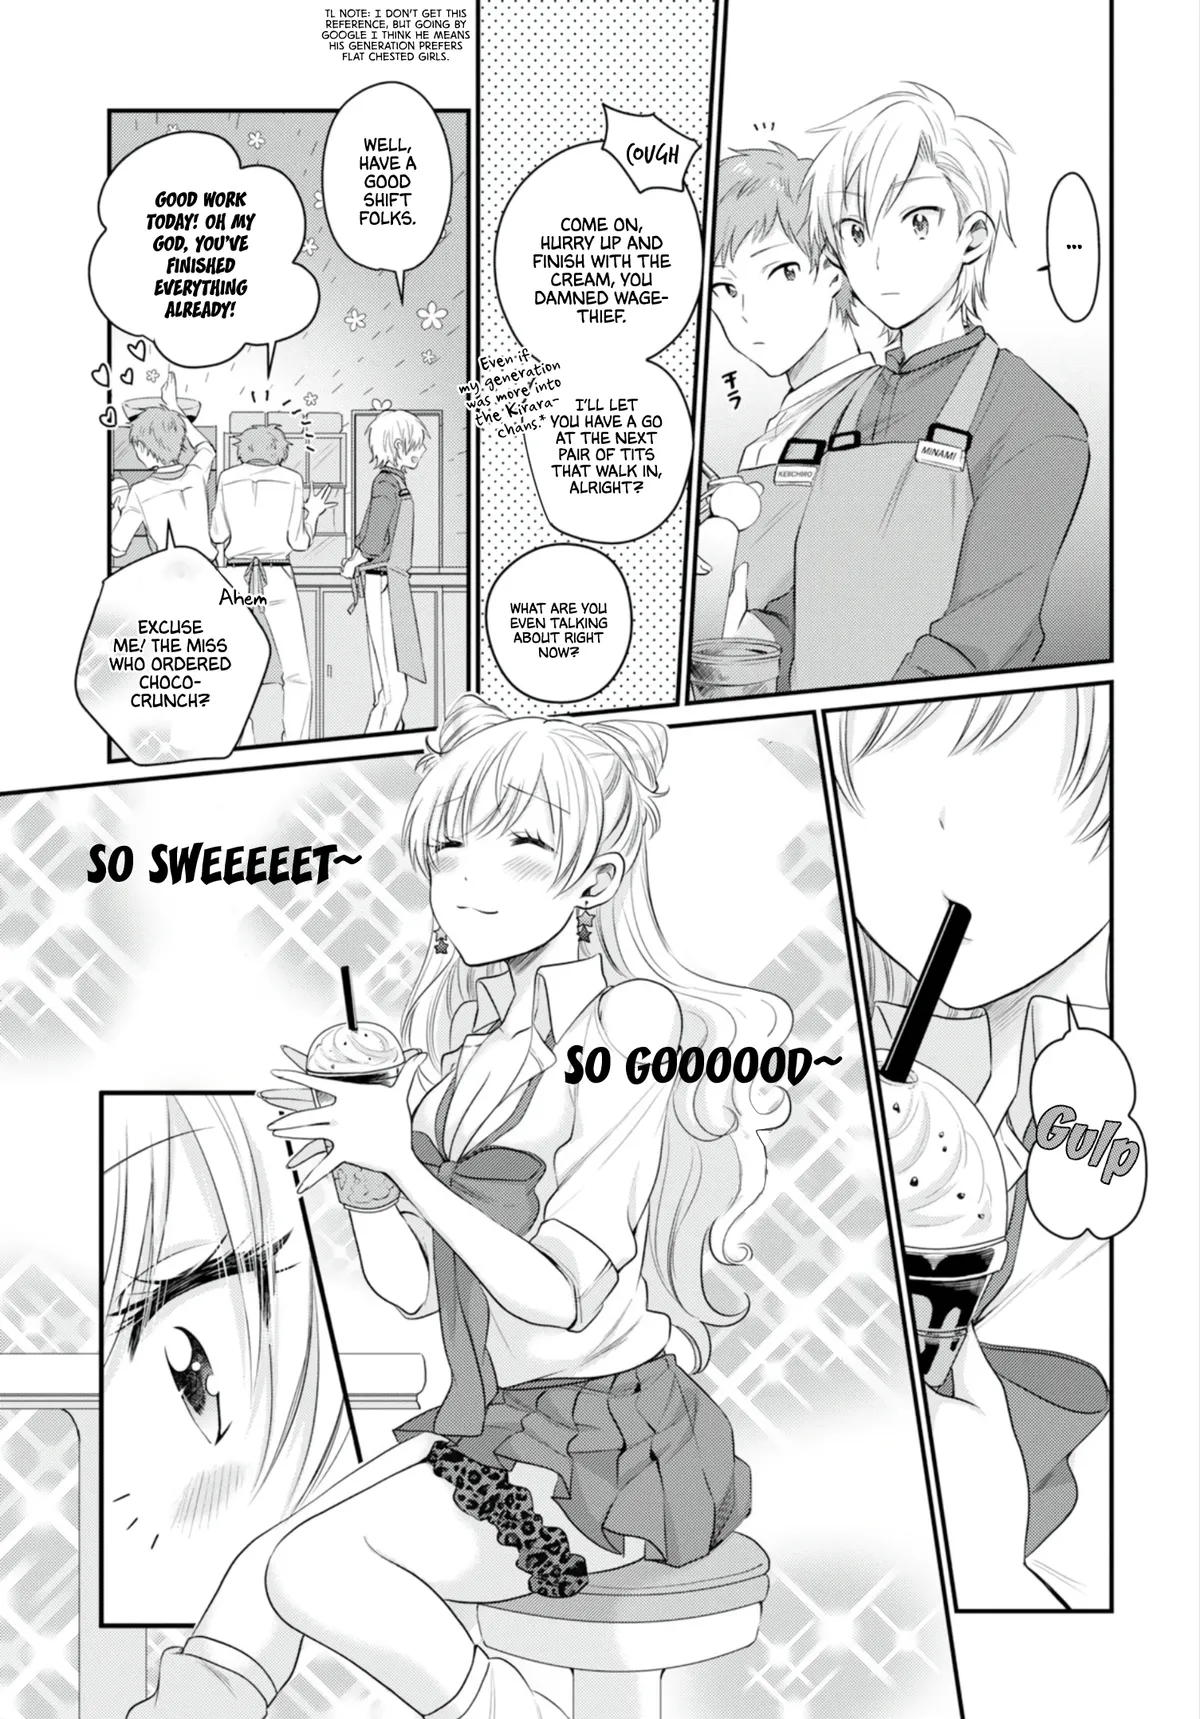 ...
チラ
KEIICHIRO
MINAMI
COUGH
COME ON,
HURRY UP AND
FINISH WITH THE
CREAM, YOU
DAMNED WAGE-
THIEF.
Even if
my generation
was more into
the Kirara-
chans.*
I'LL LET
YOU HAVE A GO
AT THE NEXT
PAIR OF TITS
THAT WALK IN,
ALRIGHT?
WHAT ARE YOU
EVEN TALKING
ABOUT RIGHT
NOW?
TL NOTE: I DON'T GET THIS
REFERENCE, BUT GOING BY
GOOGLE I THINK HE MEANS
HIS GENERATION PREFERS
FLAT CHESTED GIRLS.
WELL,
HAVE A
GOOD
SHIFT
FOLKS.
GOOD WORK
TODAY! OH MY
GOD, YOU'VE
FINISHED
EVERYTHING
ALREADY!
Ahem
EXCUSE
ME! THE MISS
WHO ORDERED
CHOCO-
CRUNCH?
Gulp
SO SWEEEEET~
SO GOOOOOD~